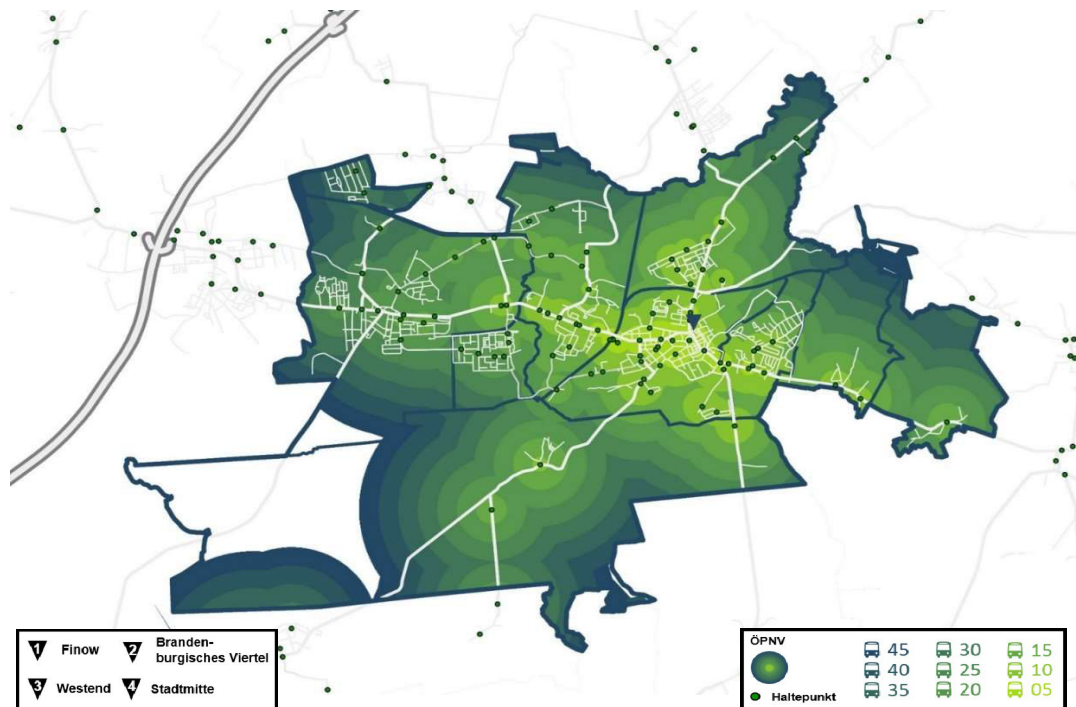 1 Finow
2 Branden-
burgisches Viertel
3 Westend
4 Stadtmitte
ÖPNV
Haltepunkt
45 30 15
40 25 10
35 20 05